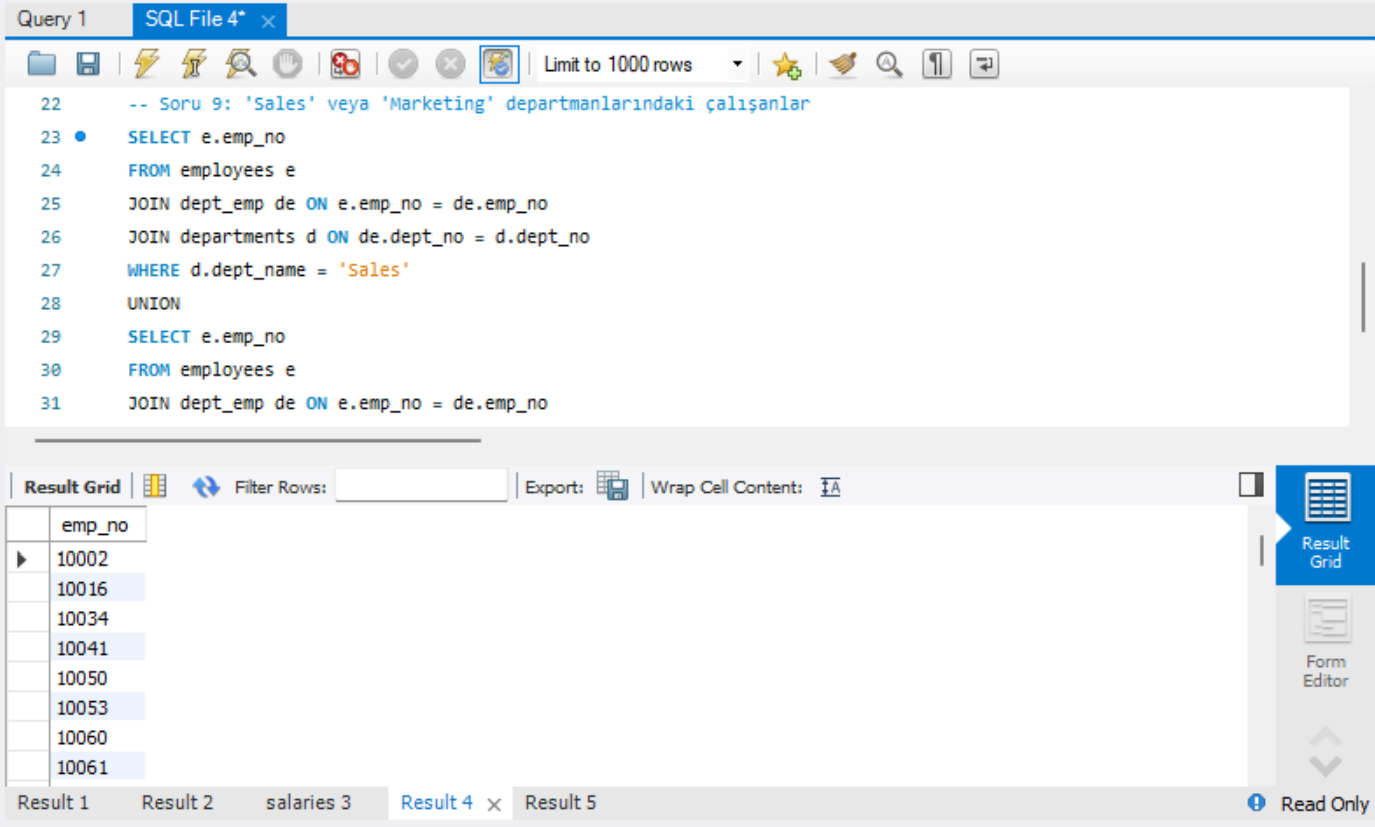 Query 1
SQL File 4*
Limit to 1000 rows
22 -- Soru 9: 'Sales' veya 'Marketing' departmanlarındaki çalışanlar
23 SELECT e.emp_no
24 FROM employees e
25 JOIN dept_emp de ON e.emp_no = de.emp_no
26 JOIN departments d ON de.dept_no = d.dept_no
27 WHERE d.dept_name = 'Sales'
28 UNION
29 SELECT e.emp_no
30 FROM employees e
31 JOIN dept_emp de ON e.emp_no = de.emp_no
Result Grid Filter Rows: Export: Wrap Cell Content: IA
emp_no
10002
10016
10034
10041
10050
10053
10060
10061
Result
Grid
Form
Editor
Result 1 Result 2 salaries 3 Result 4 Result 5 Read Only